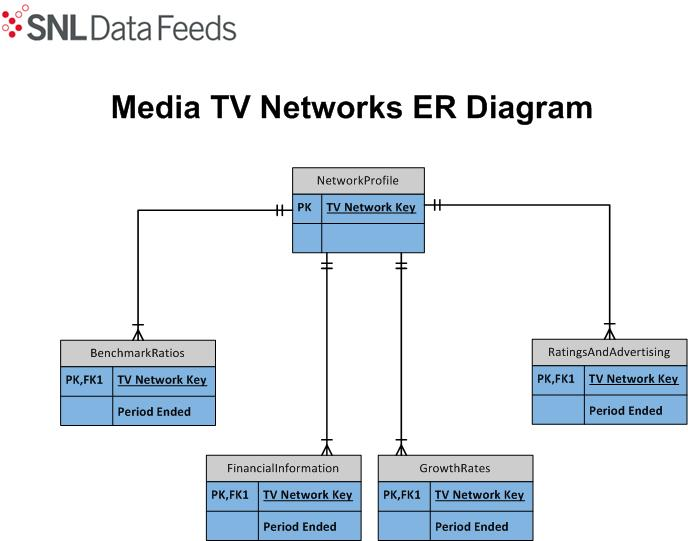 SNL Data Feeds
Media TV Networks ER Diagram
NetworkProfile
PK TV Network Key
BenchmarkRatios
PK,FK1 TV Network Key
Period Ended
RatingsAndAdvertising
PK,FK1 TV Network Key
Period Ended
FinancialInformation
PK,FK1 TV Network Key
Period Ended
GrowthRates
PK,FK1 TV Network Key
Period Ended